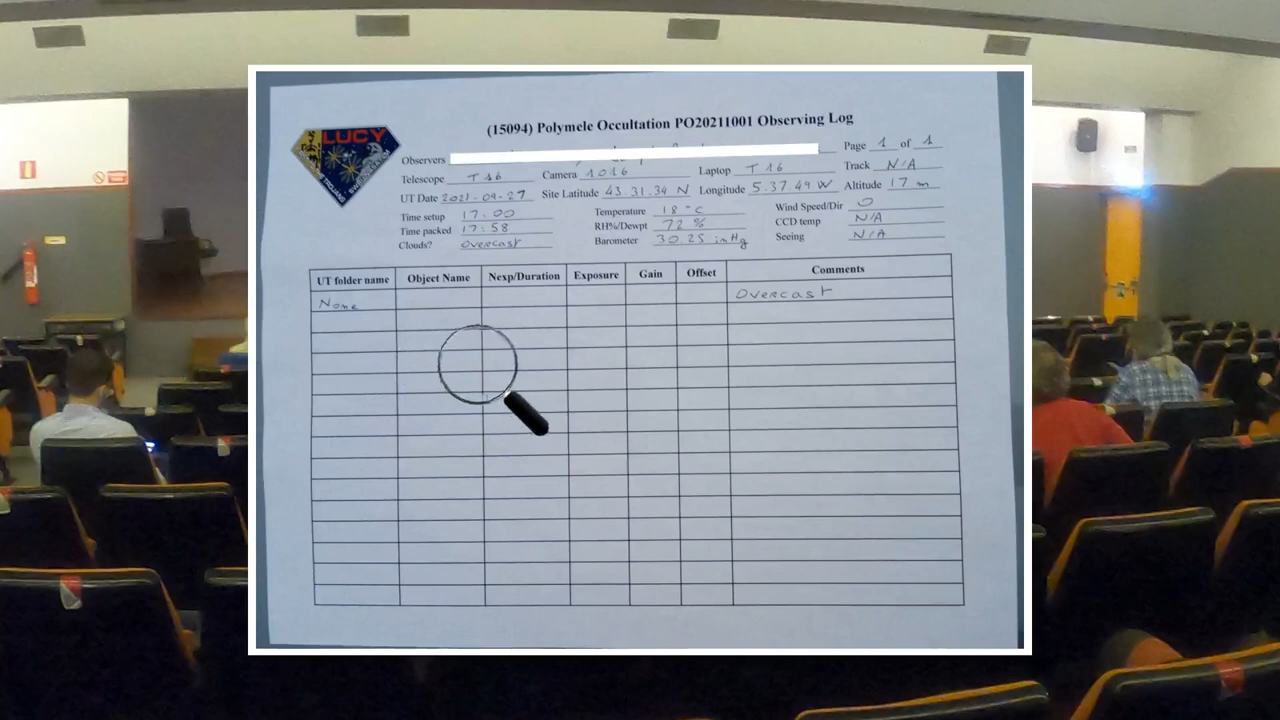 LUCY
(15094) Polymele Occultation PO20211001 Observing Log
Observers Page 1 of 1
Telescope T16 Camera 1016 Laptop T16 Track N/A
UT Date 2021-09-27 Site Latitude 43.31.34 N Longitude 5.37.49 W Altitude 17 m
Time setup 17:00 Temperature 18°C Wind Speed/Dir 0
Time packed 17:58 RH%/Dewpt 72 % CCD temp N/A
Clouds? Overcast Barometer 30.25 inHg Seeing N/A
UT folder name Object Name Nexp/Duration Exposure Gain Offset Comments
None Overcast